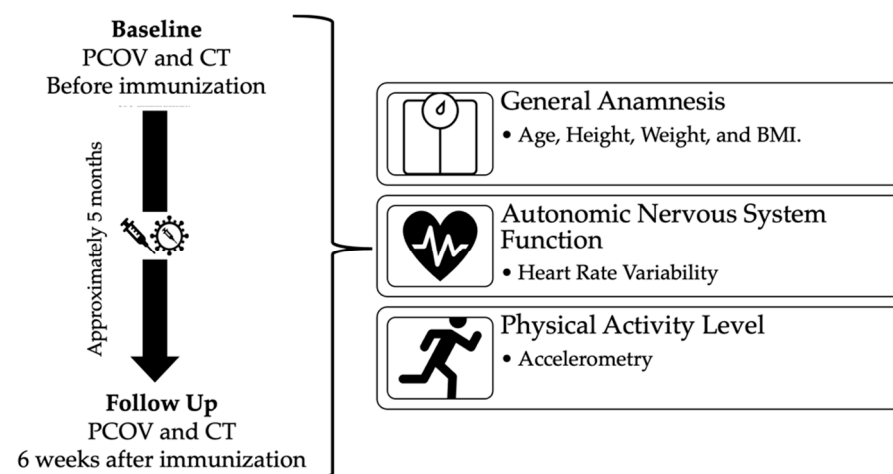 Baseline
PCOV and CT
Before immunization
Approximately 5 months
Follow Up
PCOV and CT
6 weeks after immunization
General Anamnesis
• Age, Height, Weight, and BMI.
Autonomic Nervous System
Function
• Heart Rate Variability
Physical Activity Level
• Accelerometry